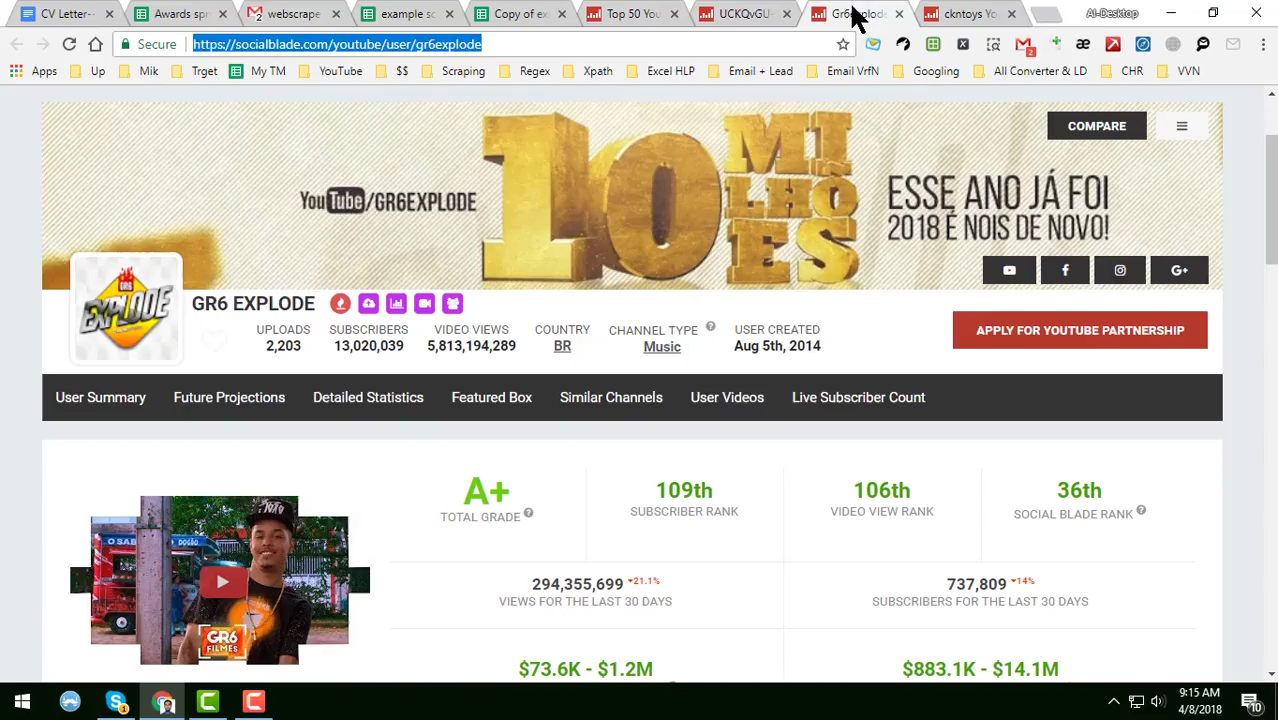 CV Letter-
Awards spr
webscrape
example sc
Copy of ex
Top 50 You
UCKQvGU-
Gr6explode
ckntoys Yo
AI-Desktop
Secure
https://socialblade.com/youtube/user/gr6explode
Apps
Up
Mik
Trget
My TM
YouTube
$$
Scraping
Regex
Xpath
Excel HLP
Email + Lead
Email VrfN
Googling
All Converter & LD
CHR
VVN
YouTube/GR6EXPLODE
10 MILHÕES
ESSE ANO JÁ FOI
2018 É NOIS DE NOVO!
COMPARE
GR6
EXPLODE
GR6 EXPLODE
UPLOADS
2,203
SUBSCRIBERS
13,020,039
VIDEO VIEWS
5,813,194,289
COUNTRY
BR
CHANNEL TYPE
Music
USER CREATED
Aug 5th, 2014
APPLY FOR YOUTUBE PARTNERSHIP
User Summary
Future Projections
Detailed Statistics
Featured Box
Similar Channels
User Videos
Live Subscriber Count
A+
TOTAL GRADE
109th
SUBSCRIBER RANK
106th
VIDEO VIEW RANK
36th
SOCIAL BLADE RANK
294,355,699 21.1%
VIEWS FOR THE LAST 30 DAYS
737,809 14%
SUBSCRIBERS FOR THE LAST 30 DAYS
GR6
FILMES
$73.6K - $1.2M
$883.1K - $14.1M
9:15 AM
4/8/2018
10